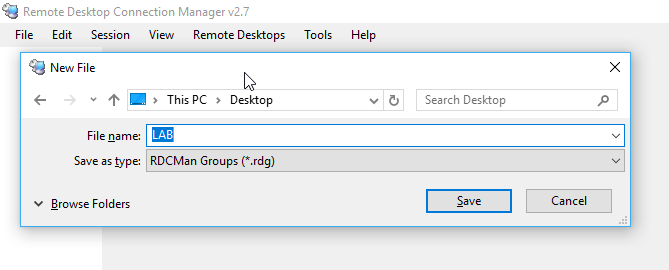 Remote Desktop Connection Manager v2.7
File Edit Session View Remote Desktops Tools Help
New File
This PC Desktop Search Desktop
File name: LAB
Save as type: RDCMan Groups (*.rdg)
Browse Folders Save Cancel